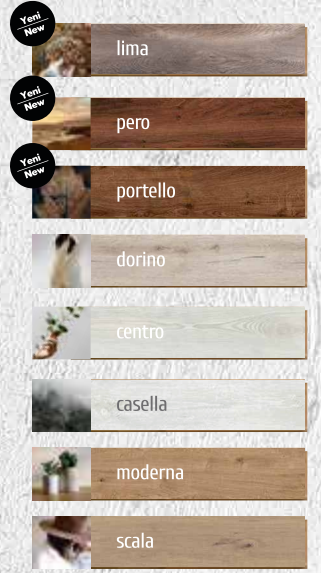 Yeni
New
lima
Yeni
New
pero
Yeni
New
portello
dorino
centro
casella
moderna
scala